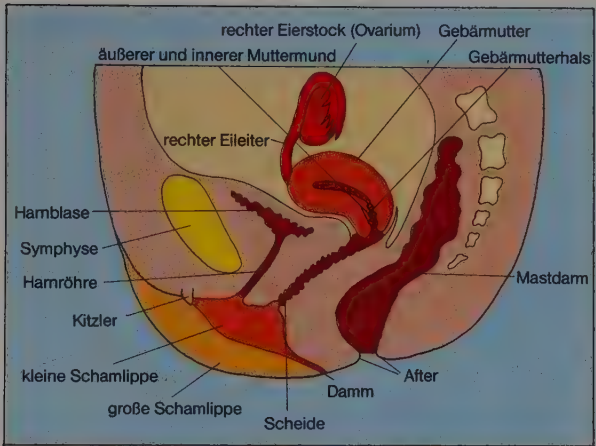 rechter Eierstock (Ovarium)
Gebärmutter
äußerer und innerer Muttermund
Gebärmutterhals
rechter Eileiter
Harnblase
Symphyse
Harnröhre
Mastdarm
Kitzler
kleine Schamlippe
After
Damm
große Schamlippe
Scheide